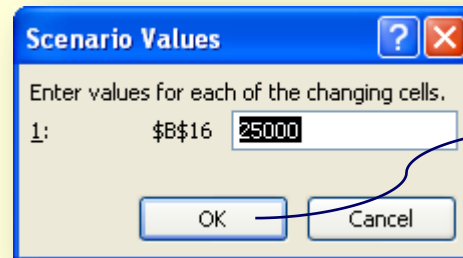 Scenario Values
Enter values for each of the changing cells.
1: $B$16 25000
OK Cancel